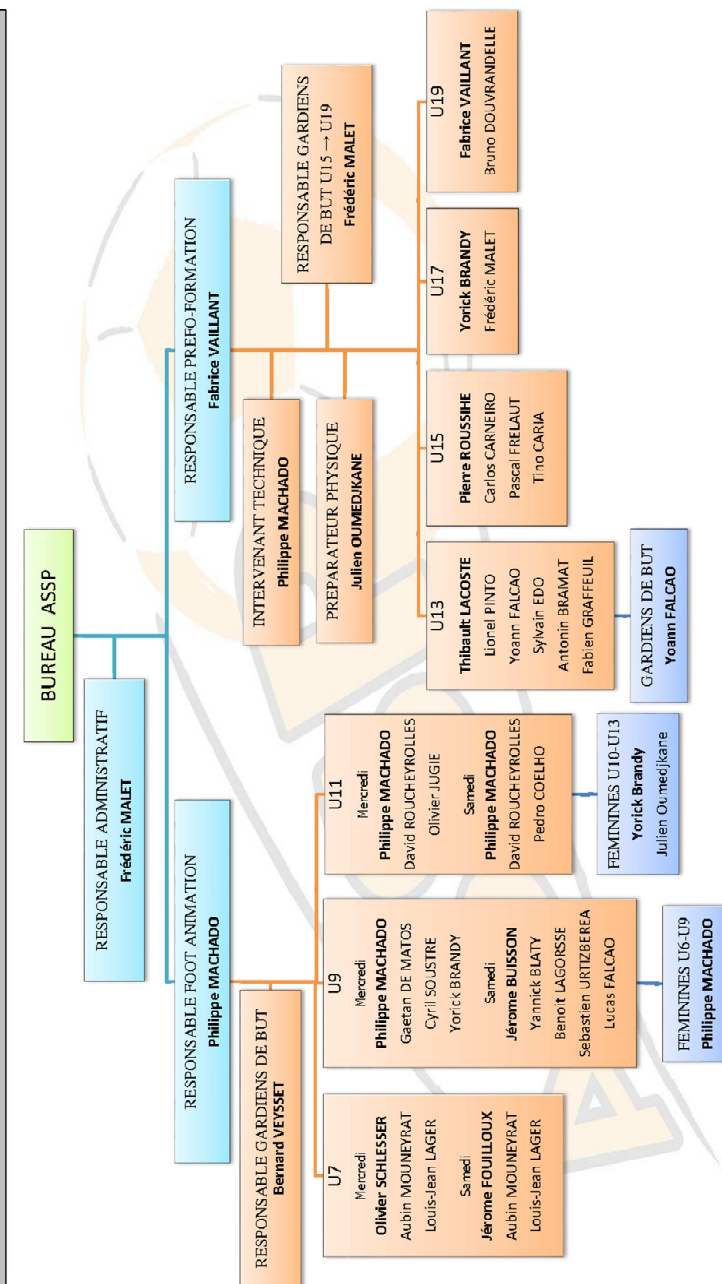 BUREAU ASSP
RESPONSABLE ADMINISTRATIF
Frédéric MALET
RESPONSABLE FOOT ANIMATION
Philippe MACHADO
RESPONSABLE PREFO-FORMATION
Fabrice VAILLANT
RESPONSABLE GARDIENS DE BUT
Bernard VEYSSET
INTERVENANT TECHNIQUE
Philippe MACHADO
PREPARATEUR PHYSIQUE
Julien OUMEDJKANE
RESPONSABLE GARDIENS
DE BUT U15 → U19
Frédéric MALET
U7
Mercredi
Olivier SCHLESSER
Aubin MOUNEYRAT
Louis-Jean LAGER
Samedi
Jérome FOUILLOUX
Aubin MOUNEYRAT
Louis-Jean LAGER
U9
Mercredi
Philippe MACHADO
Gaetan DE MATOS
Cyril SOUSTRE
Yorick BRANDY
Samedi
Jérome BUISSON
Yannick BLATY
Benoit LAGORSSE
Sebastien URTIZBEREA
Lucas FALCAO
FEMININES U6-U9
Philippe MACHADO
U11
Mercredi
Philippe MACHADO
David ROUCHEYROLLES
Olivier JUGIE
Samedi
Philippe MACHADO
David ROUCHEYROLLES
Pedro COELHO
FEMININES U10-U13
Yorick Brandy
Julien Oumedjkane
U13
Thibault LACOSTE
Lionel PINTO
Yoann FALCAO
Sylvain EDO
Antonin BRAMAT
Fabien GRAFFEUIL
GARDIENS DE BUT
Yoann FALCAO
U15
Pierre ROUSSIHE
Carlos CARNEIRO
Pascal FRELAUT
Tino CARIA
U17
Yorick BRANDY
Frédéric MALET
U19
Fabrice VAILLANT
Bruno DOUVRANDELLE